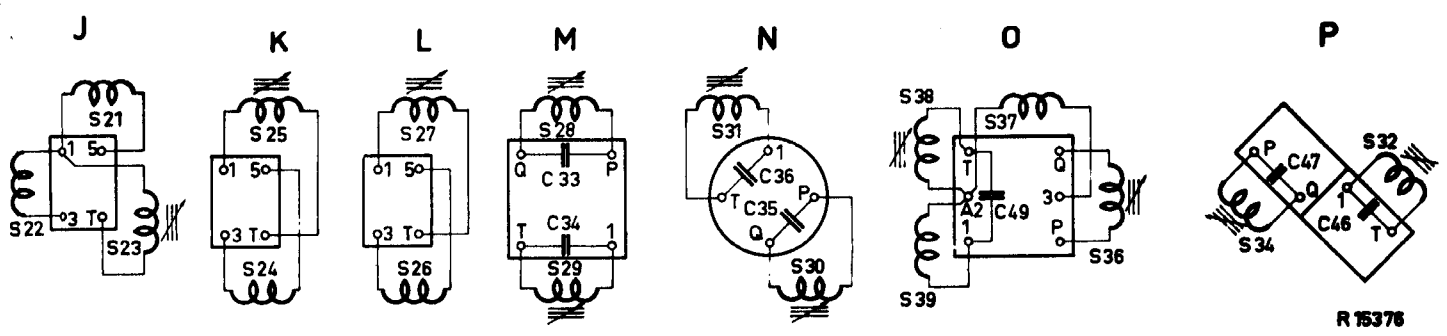 J K L M N O P
S21
1 5
S22 3 T S23
S25
1 5
3 T
S24
S27
1 5
3 T
S26
S28
Q P
C33
C34
T 1
S29
S31
1
C36
T P
C35
Q
S30
S38 S37
T Q
A2 C49 3
1 P
S39 S36
P C47 S32
Q 1
S34 C46 T
R 15376